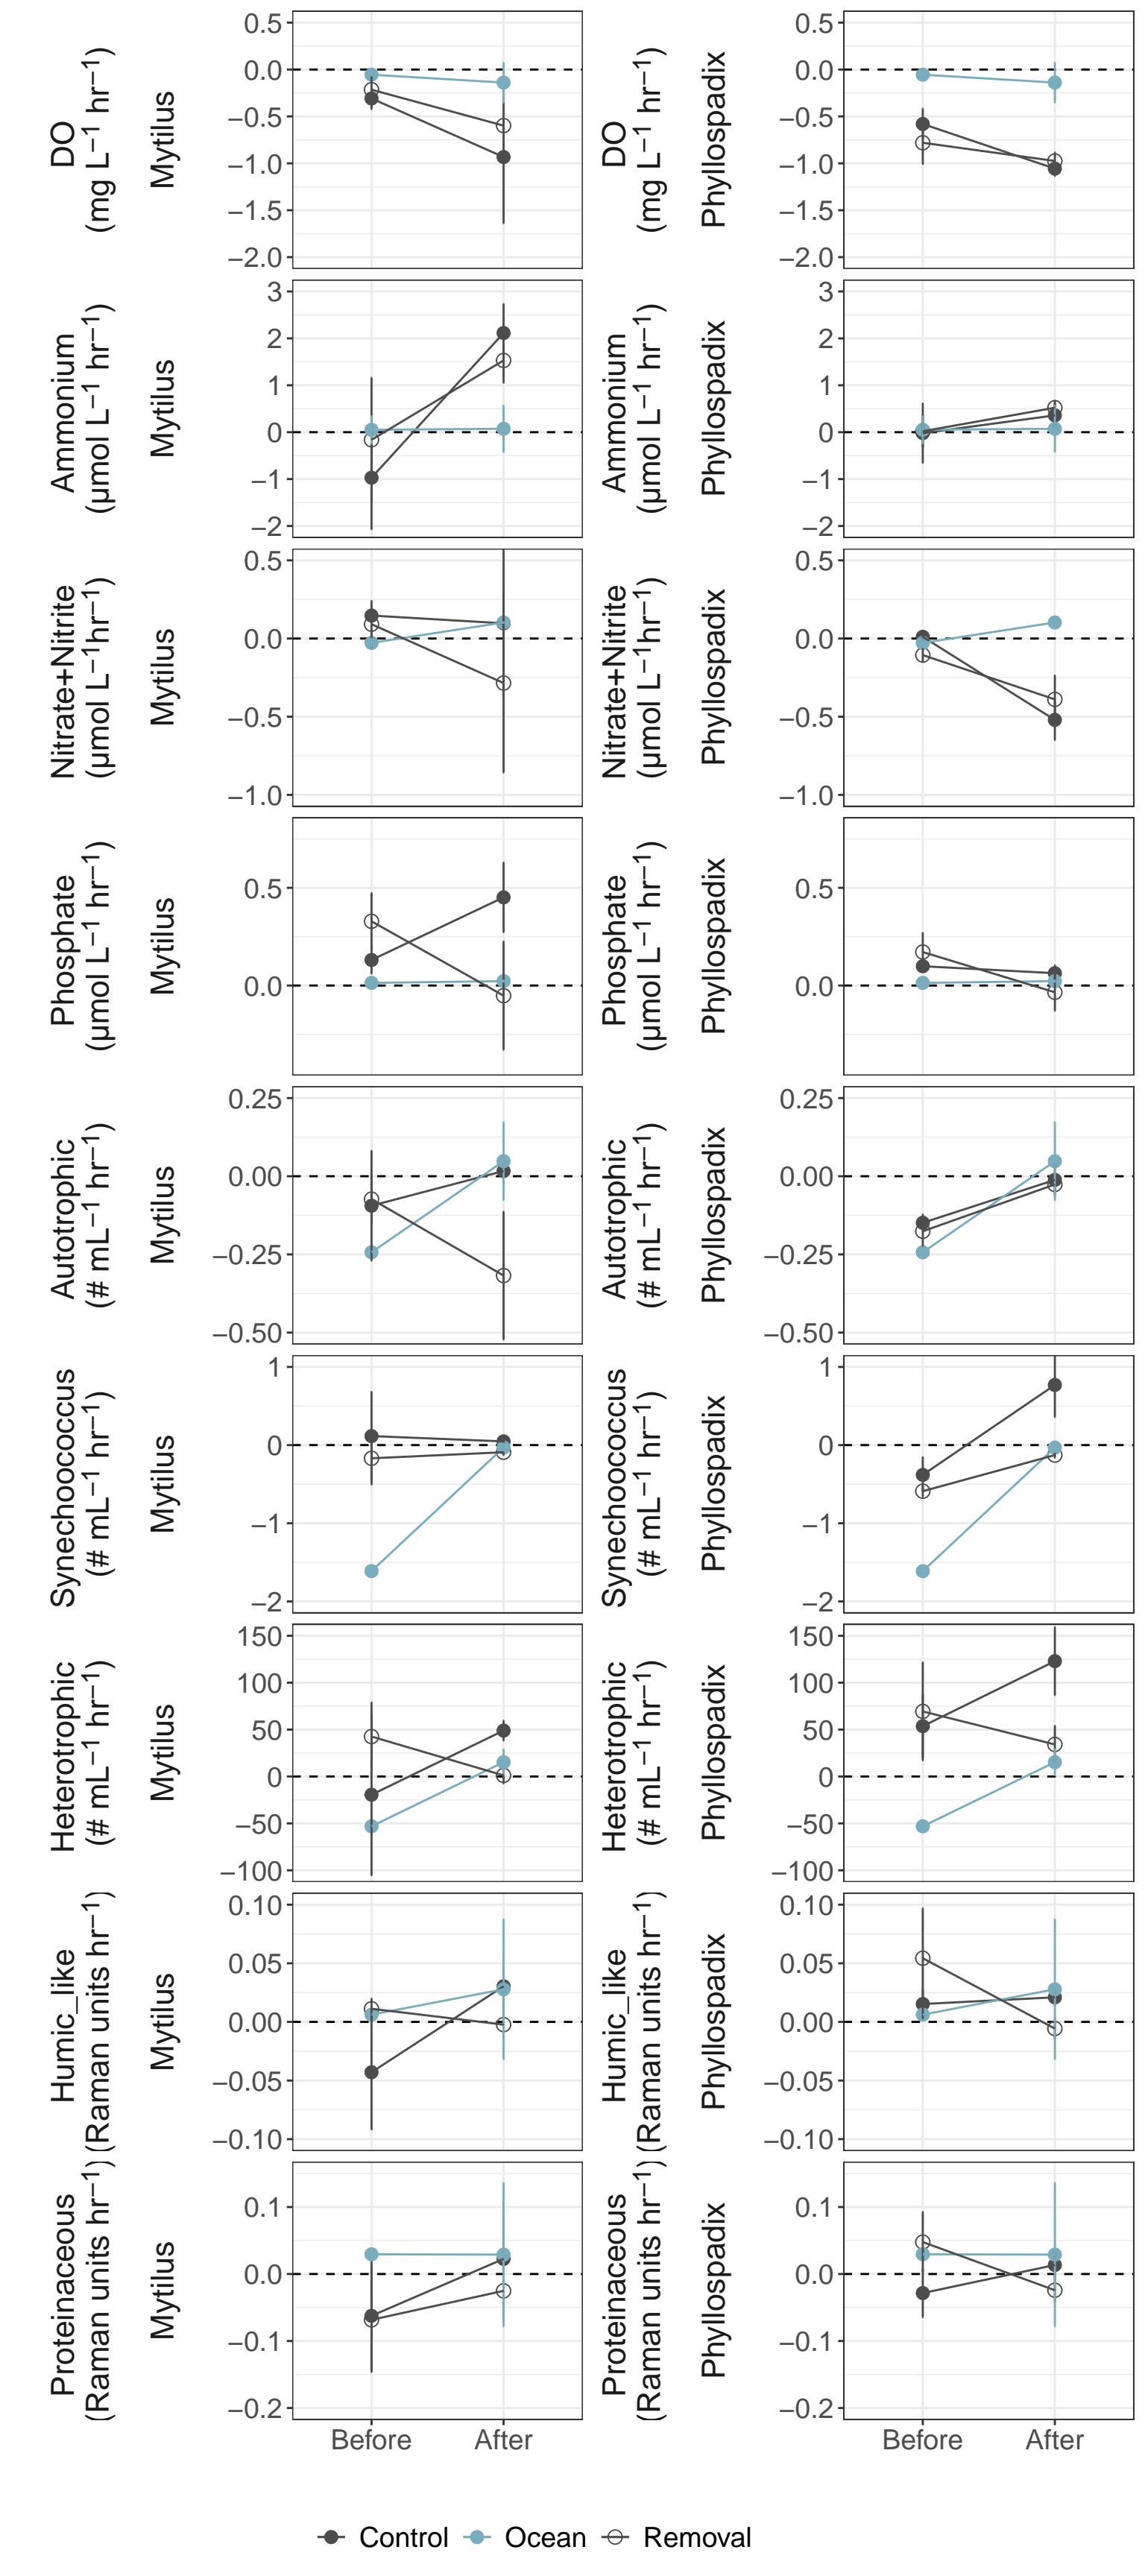 DO
(mg L−1 hr−1)
Mytilus
0.5
0.0
−0.5
−1.0
−1.5
−2.0
DO
(mg L−1 hr−1)
Phyllospadix
0.5
0.0
−0.5
−1.0
−1.5
−2.0
Ammonium
(µmol L−1 hr−1)
Mytilus
3
2
1
0
−1
−2
Ammonium
(µmol L−1 hr−1)
Phyllospadix
3
2
1
0
−1
−2
Nitrate+Nitrite
(µmol L−1hr−1)
Mytilus
0.5
0.0
−0.5
−1.0
Nitrate+Nitrite
(µmol L−1hr−1)
Phyllospadix
0.5
0.0
−0.5
−1.0
Phosphate
(µmol L−1 hr−1)
Mytilus
0.5
0.0
Phosphate
(µmol L−1 hr−1)
Phyllospadix
0.5
0.0
Autotrophic
(# mL−1 hr−1)
Mytilus
0.25
0.00
−0.25
−0.50
Autotrophic
(# mL−1 hr−1)
Phyllospadix
0.25
0.00
−0.25
−0.50
Synechoococcus
(# mL−1 hr−1)
Mytilus
1
0
−1
−2
Synechoococcus
(# mL−1 hr−1)
Phyllospadix
1
0
−1
−2
Heterotrophic
(# mL−1 hr−1)
Mytilus
150
100
50
0
−50
−100
Heterotrophic
(# mL−1 hr−1)
Phyllospadix
150
100
50
0
−50
−100
Humic_like
(Raman units hr−1)
Mytilus
0.10
0.05
0.00
−0.05
−0.10
Humic_like
(Raman units hr−1)
Phyllospadix
0.10
0.05
0.00
−0.05
−0.10
Proteinaceous
(Raman units hr−1)
Mytilus
0.1
0.0
−0.1
−0.2
Proteinaceous
(Raman units hr−1)
Phyllospadix
0.1
0.0
−0.1
−0.2
Before After
Before After
Control Ocean Removal